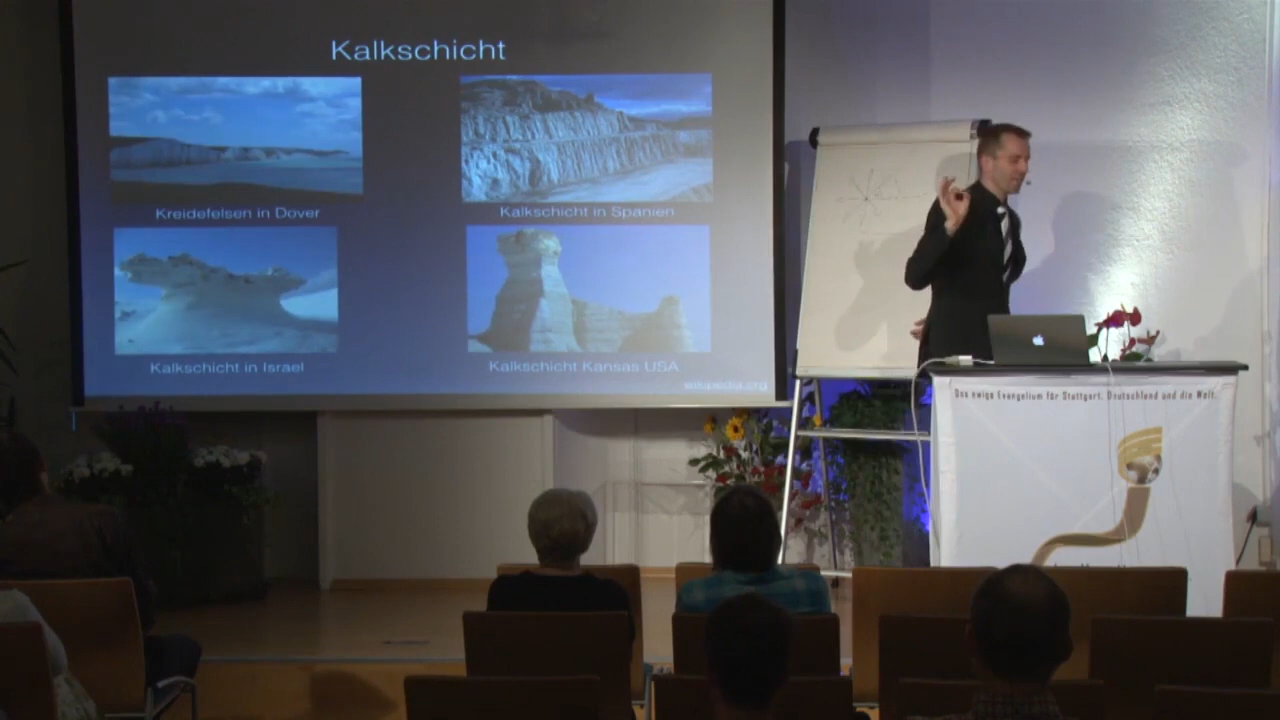 Kalkschicht
Kreidefelsen in Dover
Kalkschicht in Spanien
Kalkschicht in Israel
Kalkschicht Kansas USA
wikipedia.org
Das ewige Evangelium für Stuttgart, Deutschland und die Welt.